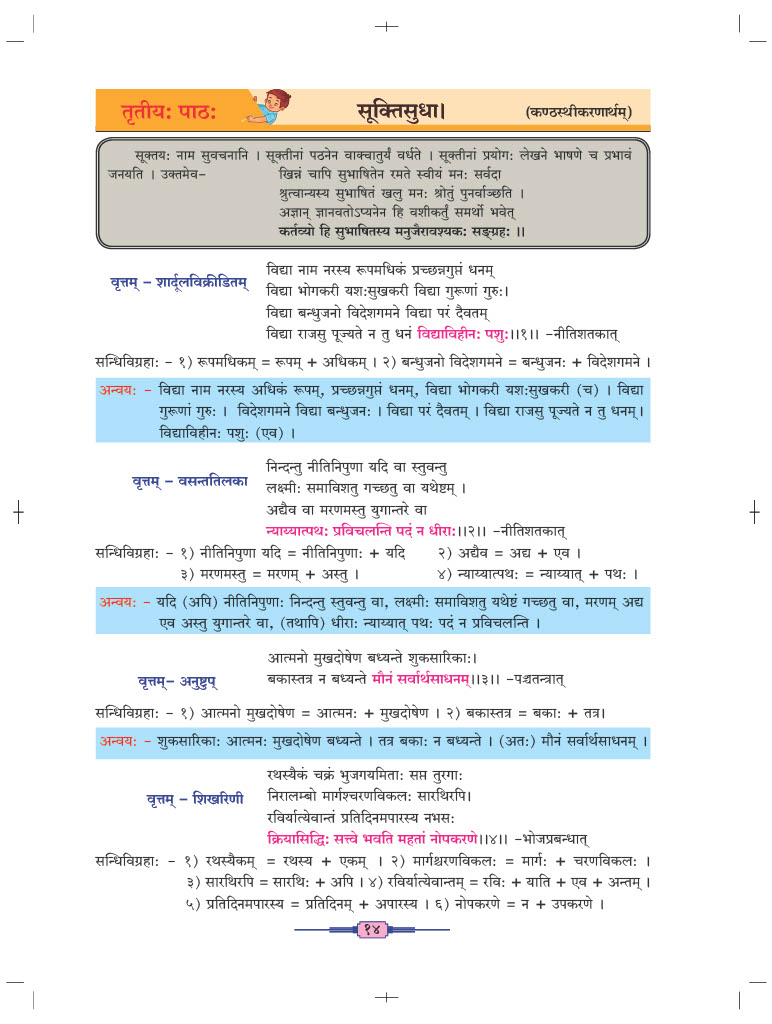 तृतीयः पाठः
सूक्तिसुधा।
(कण्ठस्थीकरणार्थम्)
सूक्तयः नाम सुवचनानि । सूक्तीनां पठनेन वाक्चातुर्यं वर्धते । सूक्तीनां प्रयोगः लेखने भाषणे च प्रभावं
जनयति । उक्तमेव– खिन्नं चापि सुभाषितेन रमते स्वीयं मनः सर्वदा
श्रुत्वान्यस्य सुभाषितं खलु मनः श्रोतुं पुनर्वाञ्छति ।
अज्ञान् ज्ञानवतोऽप्यनेन हि वशीकर्तुं समर्थो भवेत्
कर्तव्यो हि सुभाषितस्य मनुजैरावश्यकः सङ्ग्रहः ।।
वृत्तम् – शार्दूलविक्रीडितम्
विद्या नाम नरस्य रूपमधिकं प्रच्छन्नगुप्तं धनम्
विद्या भोगकरी यशःसुखकरी विद्या गुरूणां गुरुः।
विद्या बन्धुजनो विदेशगमने विद्या परं दैवतम्
विद्या राजसु पूज्यते न तु धनं विद्याविहीनः पशुः।।१।। -नीतिशतकात्
सन्धिविग्रहाः - १) रूपमधिकम् = रूपम् + अधिकम् । २) बन्धुजनो विदेशगमने = बन्धुजनः + विदेशगमने ।
अन्वयः - विद्या नाम नरस्य अधिकं रूपम्, प्रच्छन्नगुप्तं धनम्, विद्या भोगकरी यशःसुखकरी (च) । विद्या
गुरूणां गुरुः । विदेशगमने विद्या बन्धुजनः । विद्या परं दैवतम् । विद्या राजसु पूज्यते न तु धनम्।
विद्याविहीनः पशुः (एव) ।
वृत्तम् – वसन्ततिलका
निन्दन्तु नीतिनिपुणा यदि वा स्तुवन्तु
लक्ष्मीः समाविशतु गच्छतु वा यथेष्टम् ।
अद्यैव वा मरणमस्तु युगान्तरे वा
न्याय्यात्पथः प्रविचलन्ति पदं न धीराः।।२।। -नीतिशतकात्
सन्धिविग्रहाः - १) नीतिनिपुणा यदि = नीतिनिपुणाः + यदि २) अद्यैव = अद्य + एव ।
३) मरणमस्तु = मरणम् + अस्तु । ४) न्याय्यात्पथः = न्याय्यात् + पथः ।
अन्वयः - यदि (अपि) नीतिनिपुणाः निन्दन्तु स्तुवन्तु वा, लक्ष्मीः समाविशतु यथेष्टं गच्छतु वा, मरणम् अद्य
एव अस्तु युगान्तरे वा, (तथापि) धीराः न्याय्यात् पथः पदं न प्रविचलन्ति ।
आत्मनो मुखदोषेण बध्यन्ते शुकसारिकाः।
वृत्तम्– अनुष्टुप्
बकास्तत्र न बध्यन्ते मौनं सर्वार्थसाधनम्।।३।। -पञ्चतन्त्रात्
सन्धिविग्रहाः - १) आत्मनो मुखदोषेण = आत्मनः + मुखदोषेण । २) बकास्तत्र = बकाः + तत्र।
अन्वयः - शुकसारिकाः आत्मनः मुखदोषेण बध्यन्ते । तत्र बकाः न बध्यन्ते । (अतः) मौनं सर्वार्थसाधनम् ।
वृत्तम् – शिखरिणी
रथस्यैकं चक्रं भुजगयमिताः सप्त तुरगाः
निरालम्बो मार्गश्चरणविकलः सारथिरपि।
रविर्यात्येवान्तं प्रतिदिनमपारस्य नभसः
क्रियासिद्धिः सत्त्वे भवति महतां नोपकरणे।।४।। -भोजप्रबन्धात्
सन्धिविग्रहाः - १) रथस्यैकम् = रथस्य + एकम् । २) मार्गश्चरणविकलः = मार्गः + चरणविकलः ।
३) सारथिरपि = सारथिः + अपि । ४) रविर्यात्येवान्तम् = रविः + याति + एव + अन्तम् ।
५) प्रतिदिनमपारस्य = प्रतिदिनम् + अपारस्य । ६) नोपकरणे = न + उपकरणे ।
१४